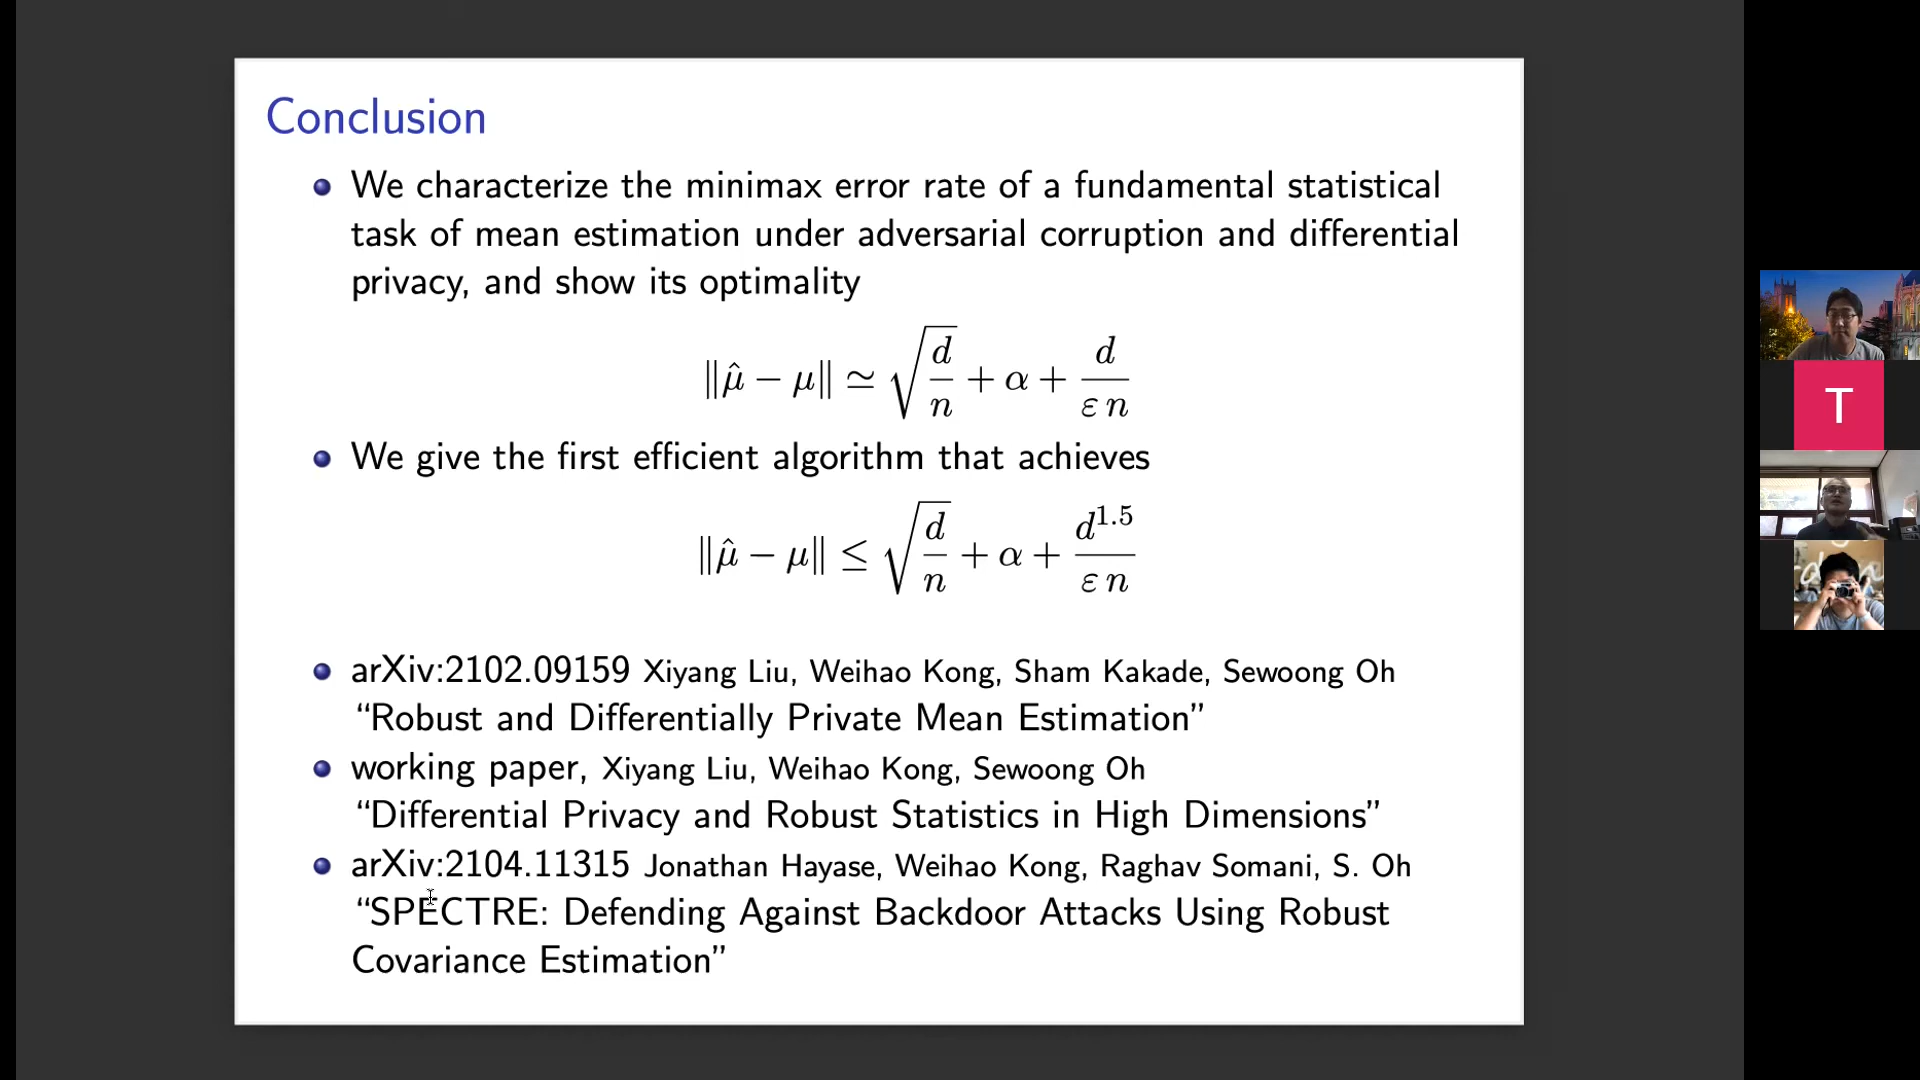 Conclusion
We characterize the minimax error rate of a fundamental statistical
task of mean estimation under adversarial corruption and differential
privacy, and show its optimality
‖μ̂ − μ‖ ≃ √(d/n) + α + d/(ε n)
We give the first efficient algorithm that achieves
‖μ̂ − μ‖ ≤ √(d/n) + α + d^1.5/(ε n)
arXiv:2102.09159 Xiyang Liu, Weihao Kong, Sham Kakade, Sewoong Oh
“Robust and Differentially Private Mean Estimation”
working paper, Xiyang Liu, Weihao Kong, Sewoong Oh
“Differential Privacy and Robust Statistics in High Dimensions”
arXiv:2104.11315 Jonathan Hayase, Weihao Kong, Raghav Somani, S. Oh
“SPECTRE: Defending Against Backdoor Attacks Using Robust
Covariance Estimation”
T